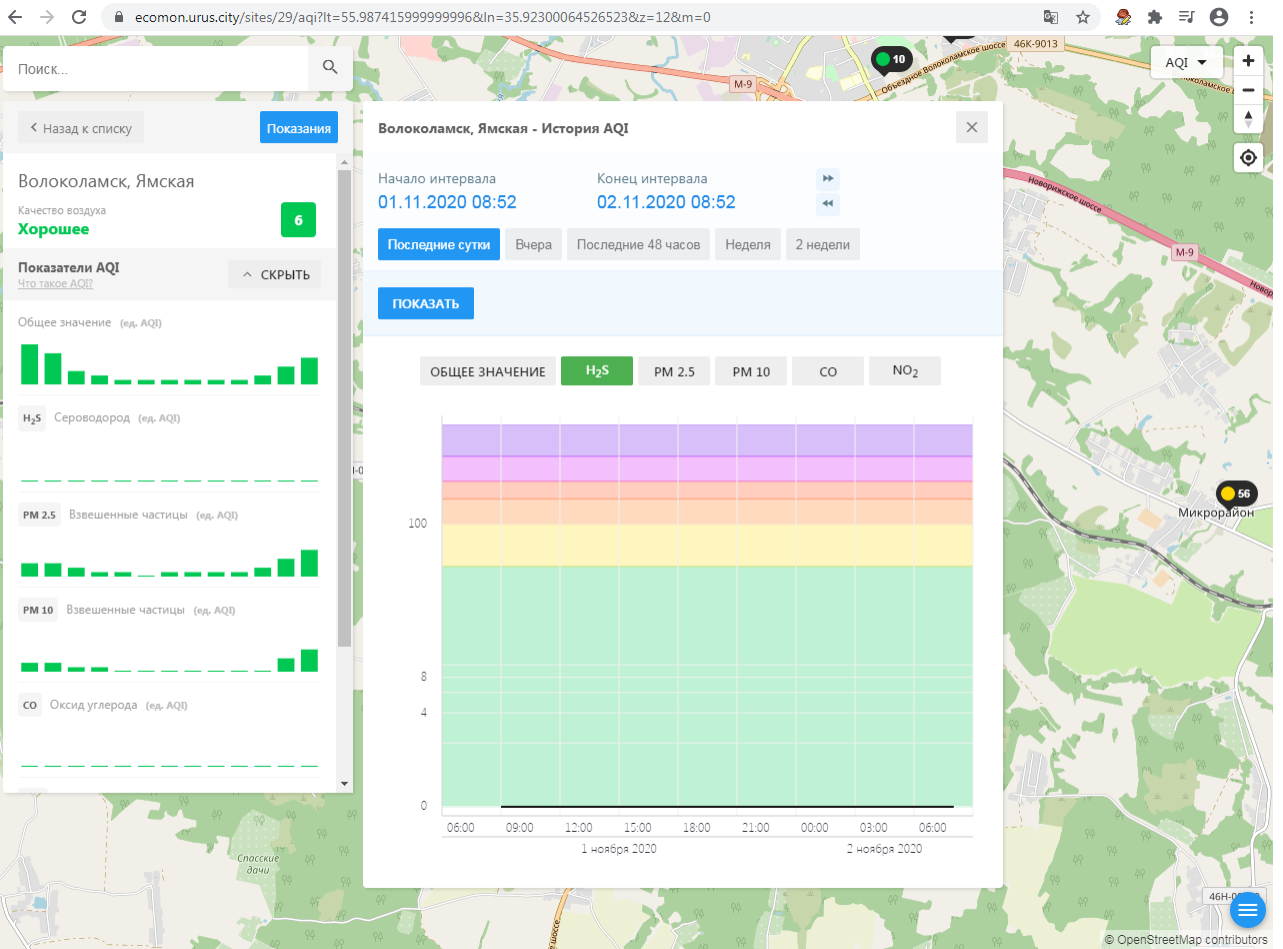 ecomon.urus.city/sites/29/aqi?lt=55.987415999999996&ln=35.92300064526523&z=12&m=0
46К-9013
Поиск...
10
Объездное Волоколамское шоссе
AQI
М-9
Назад к списку
Показания
Волоколамск, Ямская - История AQI
Волоколамск, Ямская
Качество воздуха
Хорошее
6
Начало интервала
Конец интервала
01.11.2020 08:52
02.11.2020 08:52
Новорижское шоссе
Последние сутки
Вчера
Последние 48 часов
Неделя
2 недели
М-9
Показатели AQI
Что такое AQI?
СКРЫТЬ
ПОКАЗАТЬ
Общее значение (ед. AQI)
ОБЩЕЕ ЗНАЧЕНИЕ
H2S
PM 2.5
PM 10
CO
NO2
H2S Сероводород (ед. AQI)
56
Микрорайон
PM 2.5 Взвешенные частицы (ед. AQI)
100
PM 10 Взвешенные частицы (ед. AQI)
8
4
CO Оксид углерода (ед. AQI)
0
06:00
09:00
12:00
15:00
18:00
21:00
00:00
03:00
06:00
1 ноября 2020
2 ноября 2020
Спасские
дачи
© OpenStreetMap contributors